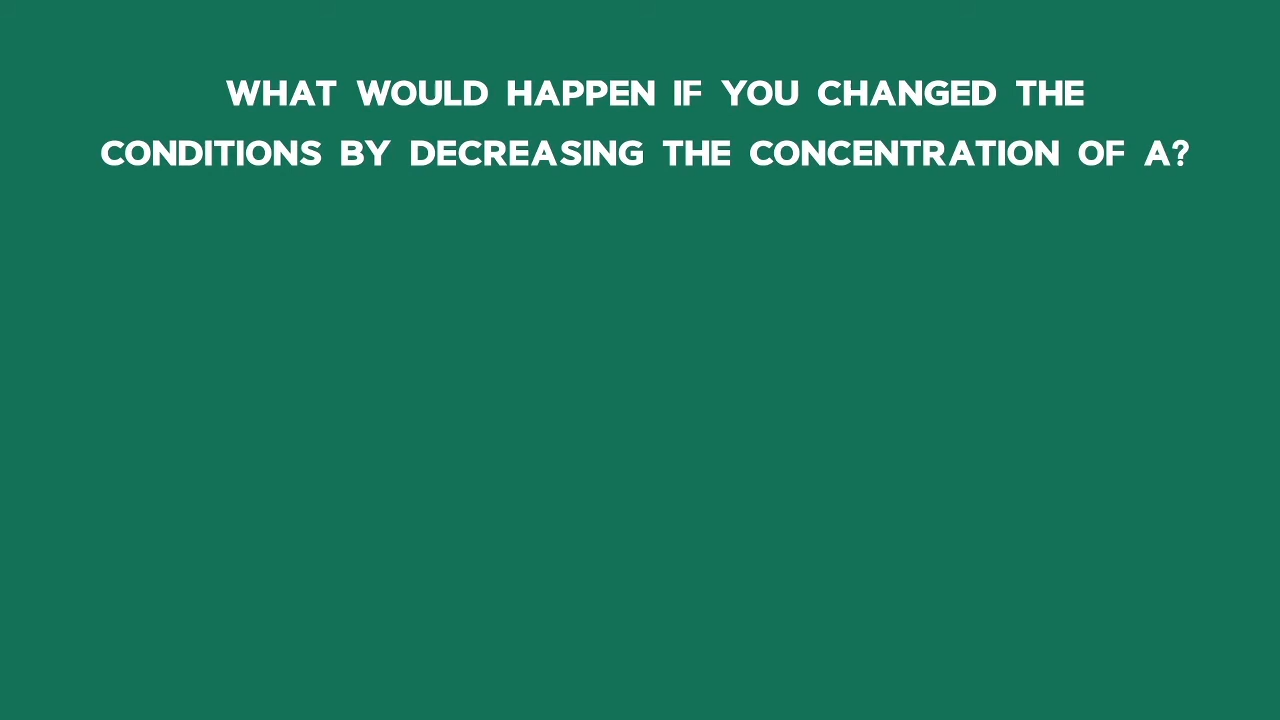 WHAT WOULD HAPPEN IF YOU CHANGED THE
CONDITIONS BY DECREASING THE CONCENTRATION OF A?